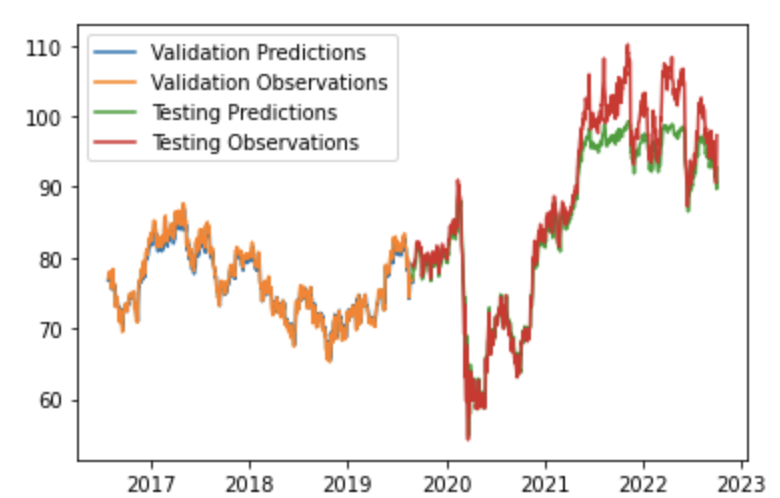 Validation Predictions
Validation Observations
Testing Predictions
Testing Observations
110
100
90
80
70
60
2017 2018 2019 2020 2021 2022 2023